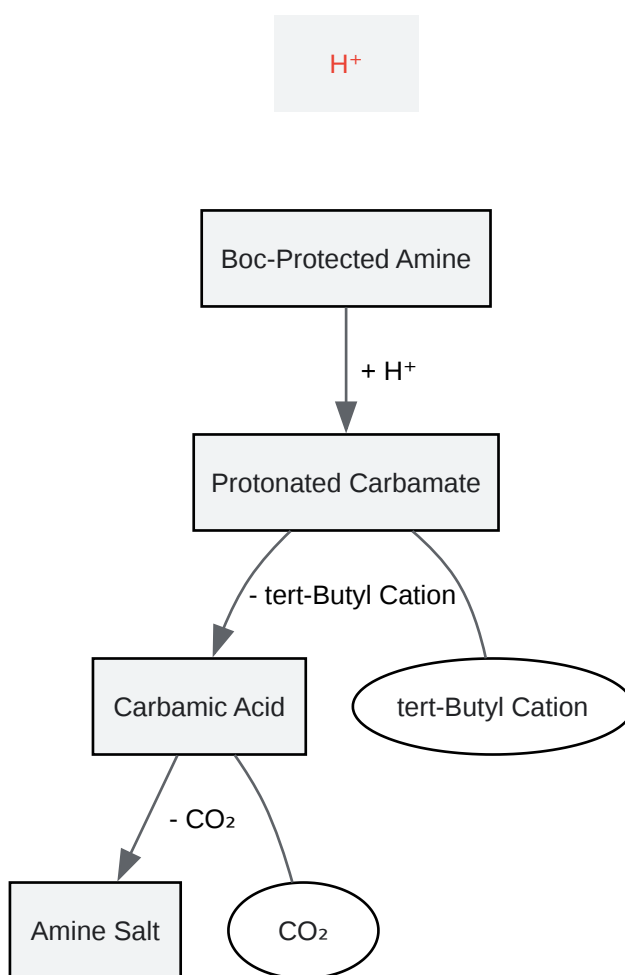 H⁺
Boc-Protected Amine
+ H⁺
Protonated Carbamate
- tert-Butyl Cation
Carbamic Acid
tert-Butyl Cation
- CO₂
Amine Salt
CO₂